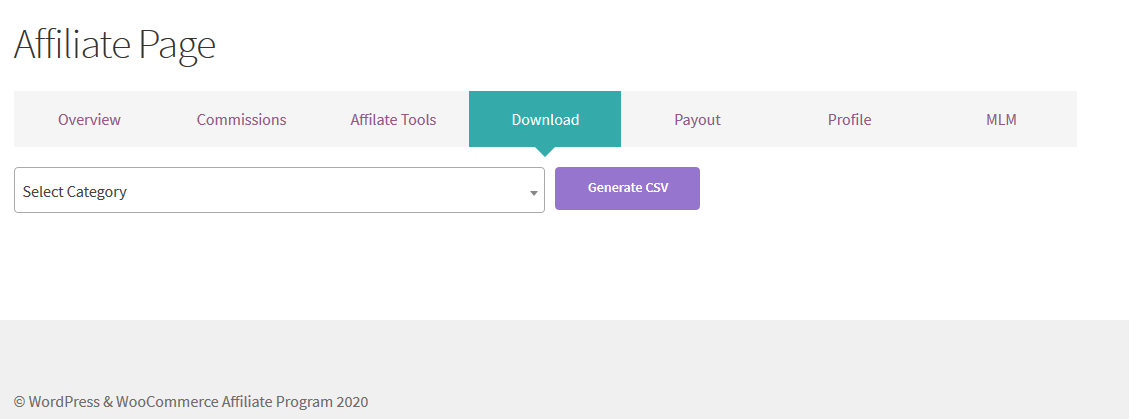 Affiliate Page
Overview Commissions Affilate Tools Download Payout Profile MLM
Select Category Generate CSV
© WordPress & WooCommerce Affiliate Program 2020